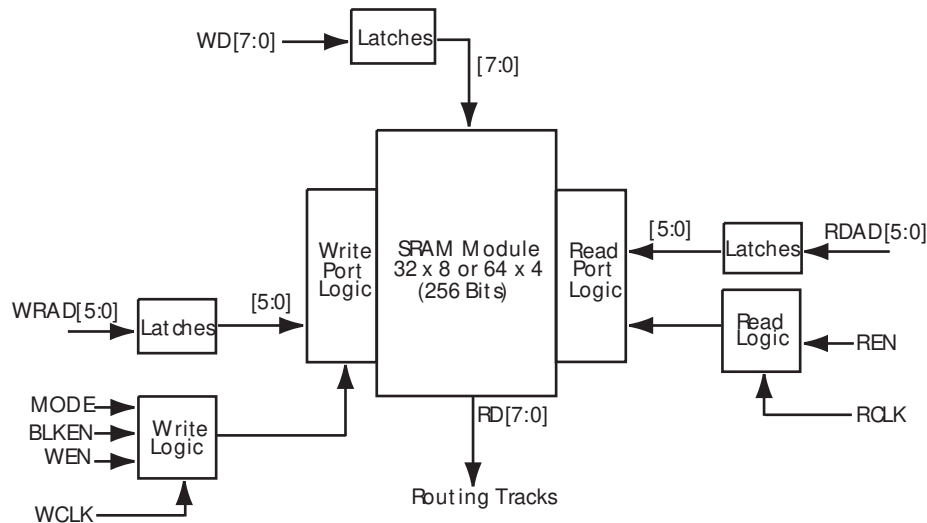 WD[7:0]
Latches
[7:0]
Write
Port
Logic
SRAM Module
32 x 8 or 64 x 4
(256 Bits)
Read
Port
Logic
[5:0]
Latches
RDAD[5:0]
WRAD[5:0]
Latches
[5:0]
Read
Logic
REN
RCLK
MODE
BLKEN
WEN
Write
Logic
WCLK
RD[7:0]
Routing Tracks